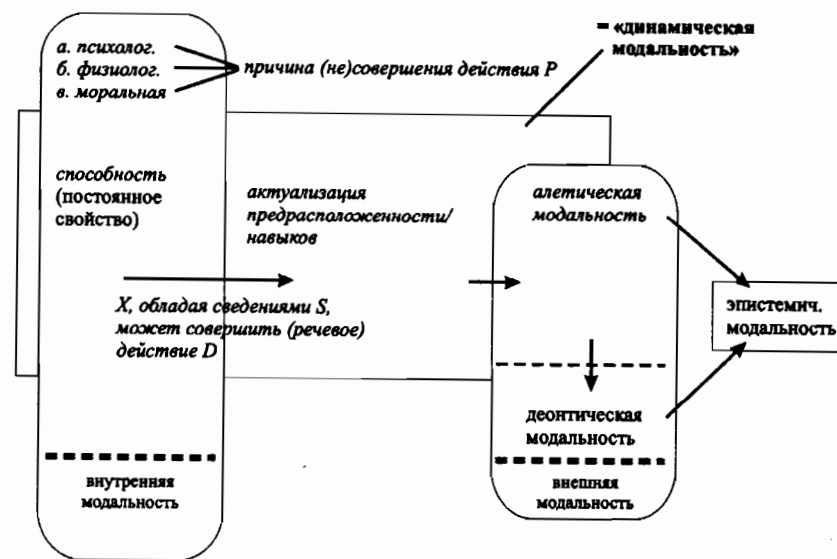 = «динамическая
модальность»
а. психолог.
б. физиолог.
в. моральная
причина (не)совершения действия P
способность
(постоянное
свойство)
актуализация
предрасположенности/
навыков
алетическая
модальность
X, обладая сведениями S,
может совершить (речевое)
действие D
эпистемич.
модальность
деонтическая
модальность
внутренняя
модальность
внешняя
модальность